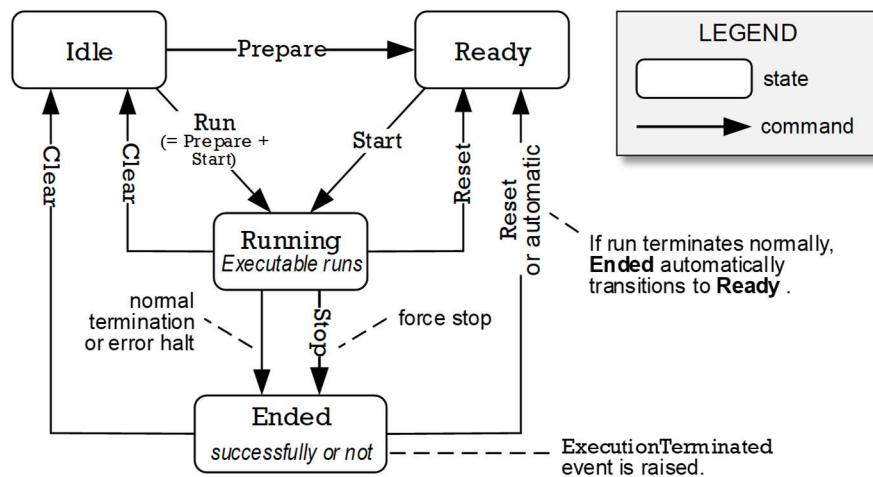 Idle
Prepare
Ready
LEGEND
state
command
Run
(= Prepare +
Start)
Start
Clear
Clear
Reset
Reset
or automatic
Running
Executable runs
If run terminates normally,
Ended automatically
transitions to Ready .
normal
termination
or error halt
Stop
force stop
Ended
successfully or not
ExecutionTerminated
event is raised.